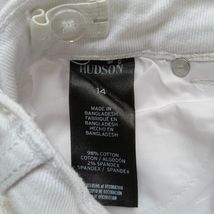 HUDSON
14
MADE IN
BANGLADESH
FABRIQUÉ EN
BANGLADESH
HECHO EN
BANGLADESH
98% COTTON
COTON / ALGODÓN
2% SPANDEX
SPANDEX / SPANDEX